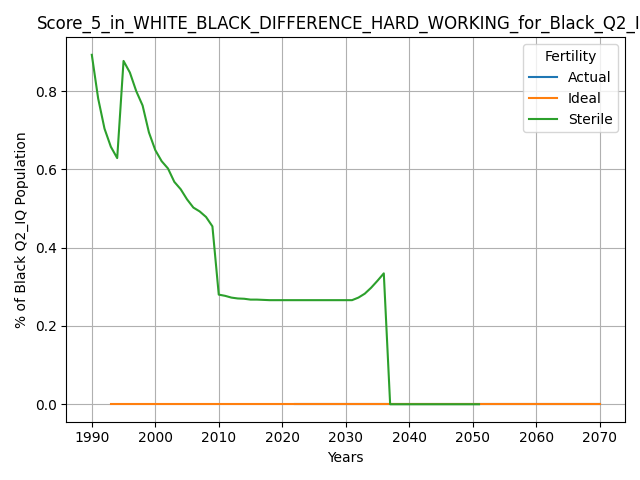 Score_5_in_WHITE_BLACK_DIFFERENCE_HARD_WORKING_for_Black_Q2_I
Fertility
Actual
Ideal
Sterile
% of Black Q2_IQ Population
0.8
0.6
0.4
0.2
0.0
1990 2000 2010 2020 2030 2040 2050 2060 2070
Years